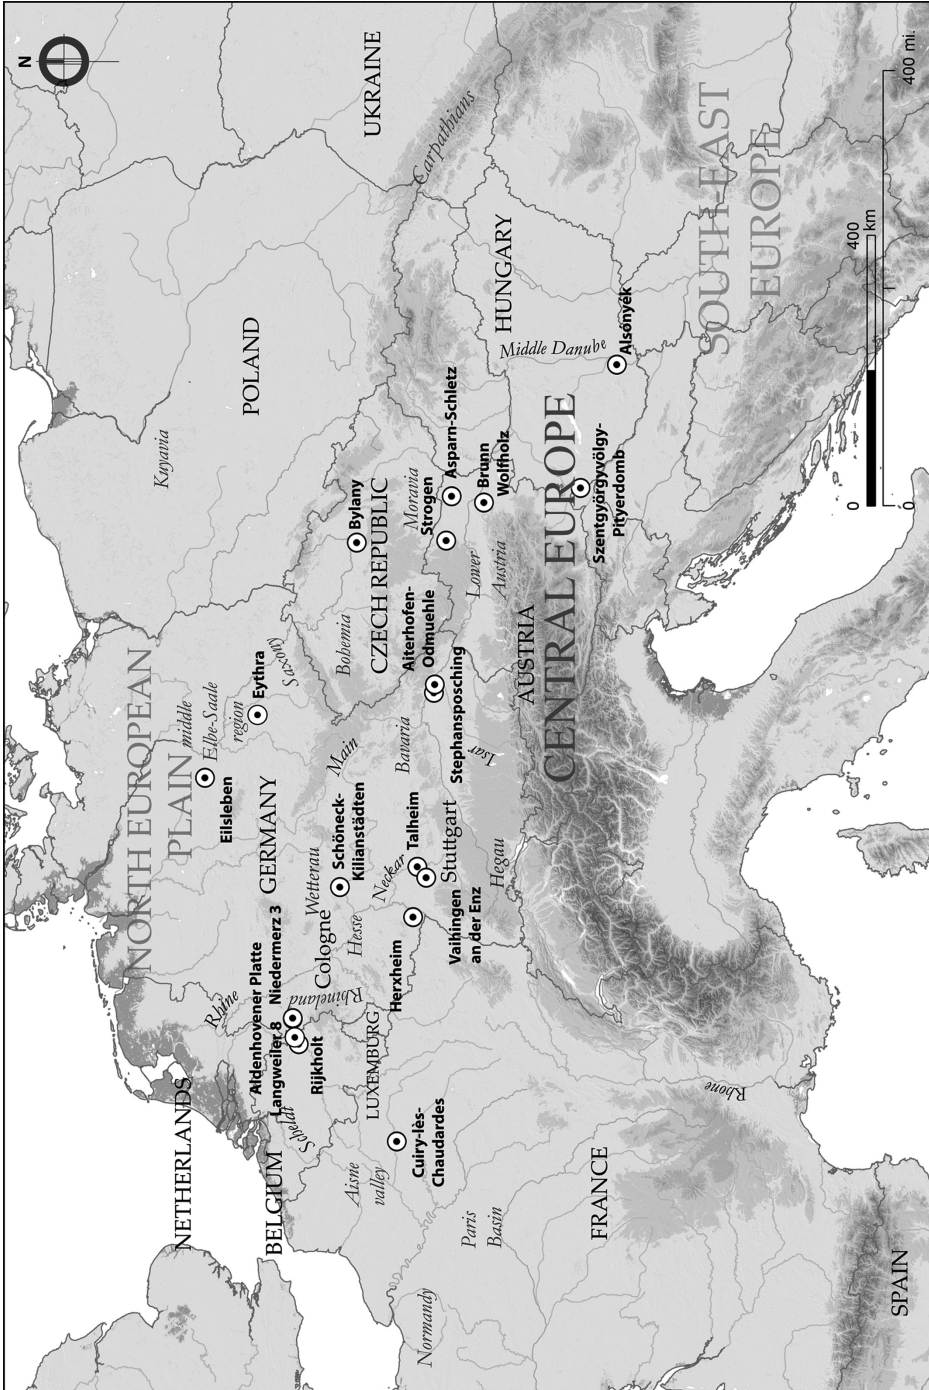 N
UKRAINE
Carpathians
SOUTH-EAST
EUROPE
0
400
km
0
400 mi.
POLAND
Kuyavia
HUNGARY
Middle Danube
Alsónyék
NORTH EUROPEAN
PLAIN
middle
Elbe-Saale
region
Eilsleben
Eythra
Saxony
Bylany
CZECH REPUBLIC
Bohemia
Moravia
Strogen
Asparn-Schletz
Brunn
Wolfholz
Lower
Austria
AUSTRIA
CENTRAL EUROPE
Szentgyörgyvölgy-
Pityerdomb
Aiterhofen-
Odmuehle
Stephansposching
Bavaria
Isar
Main
GERMANY
Wetterau
Schöneck-
Kilianstädten
Hesse
Neckar
Talheim
Stuttgart
Vaihingen
an der Enz
Hegau
Herxheim
Cologne
Rhineland
Rhine
Aldenhovener Platte
Niedermerz 3
Langweiler 8
Rijkholt
NETHERLANDS
BELGIUM
Scheldt
LUXEMBURG
Cuiry-lès-
Chaudardes
Aisne
valley
Paris
Basin
Normandy
FRANCE
Rhone
SPAIN